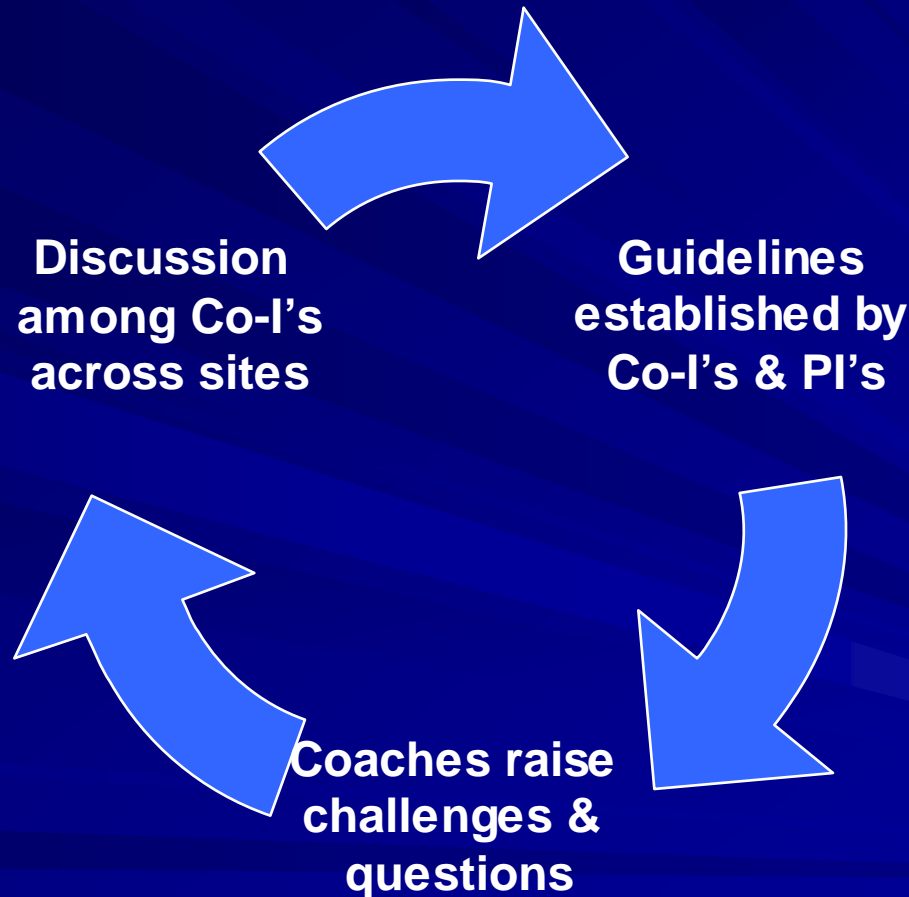 Discussion
among Co-I’s
across sites
Guidelines
established by
Co-I’s & PI’s
Coaches raise
challenges &
questions